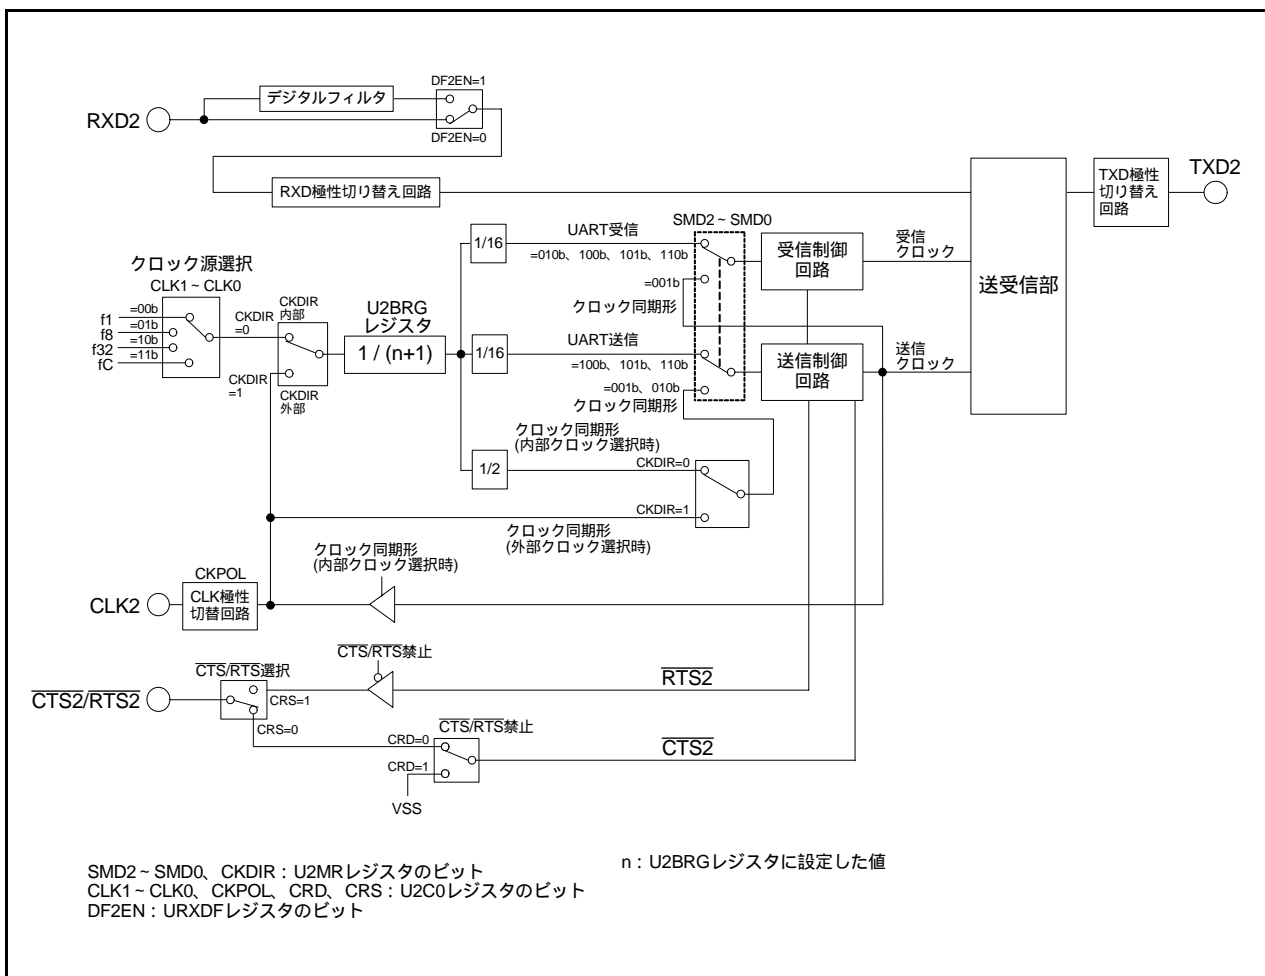 DF2EN=1
デジタルフィルタ
RXD2
DF2EN=0
RXD極性切り替え回路
TXD極性
切り替え
回路
TXD2
SMD2～SMD0
1/16
UART受信
=010b、100b、101b、110b
受信制御
回路
受信
クロック
送受信部
=001b
クロック同期形
クロック源選択
CLK1～CLK0
=00b
f1
=01b
f8
=10b
f32
=11b
fC
CKDIR
=0
CKDIR
内部
CKDIR
=1
CKDIR
外部
U2BRG
レジスタ
1 / (n+1)
1/16
UART送信
=100b、101b、110b
送信制御
回路
送信
クロック
=001b、010b
クロック同期形
クロック同期形
(内部クロック選択時)
1/2
CKDIR=0
CKDIR=1
クロック同期形
(外部クロック選択時)
クロック同期形
(内部クロック選択時)
CKPOL
CLK2
CLK極性
切替回路
CTS/RTS禁止
CTS/RTS選択
CTS2/RTS2
CRS=1
RTS2
CRS=0
CTS/RTS禁止
CRD=0
CTS2
CRD=1
VSS
SMD2～SMD0、CKDIR：U2MRレジスタのビット
CLK1～CLK0、CKPOL、CRD、CRS：U2C0レジスタのビット
DF2EN：URXDFレジスタのビット
n：U2BRGレジスタに設定した値